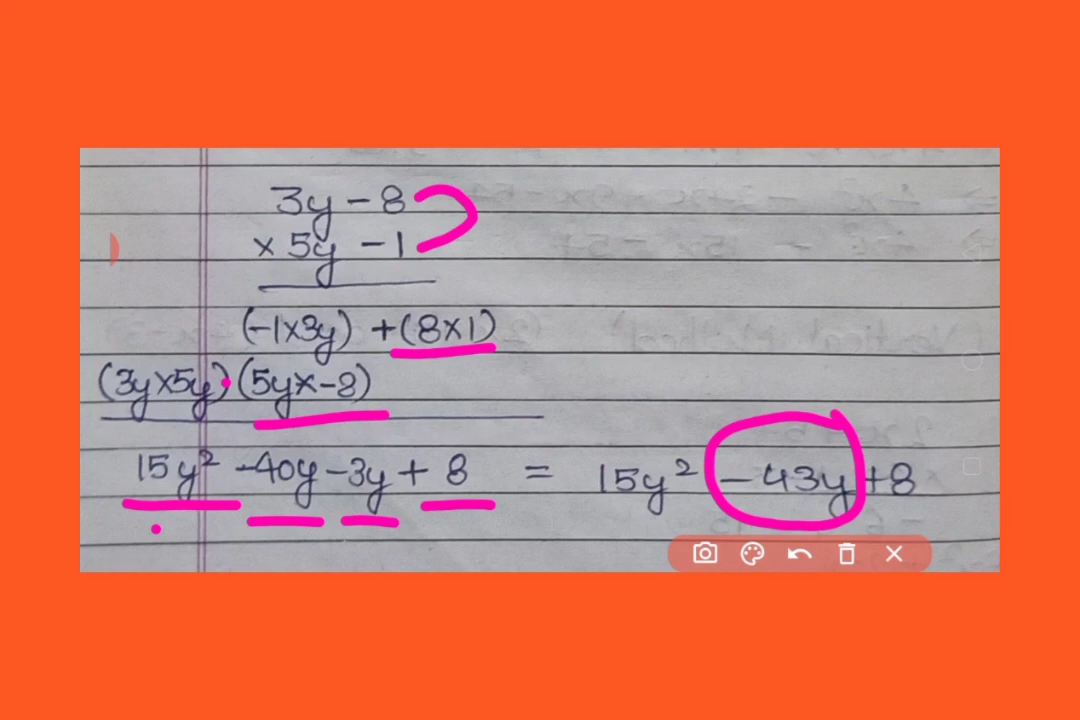 3y - 8
× 5y - 1
(-1×3y) + (8×1)
(3y×5y) (5y×-8)
15y² -40y - 3y + 8 = 15y² - 43y + 8